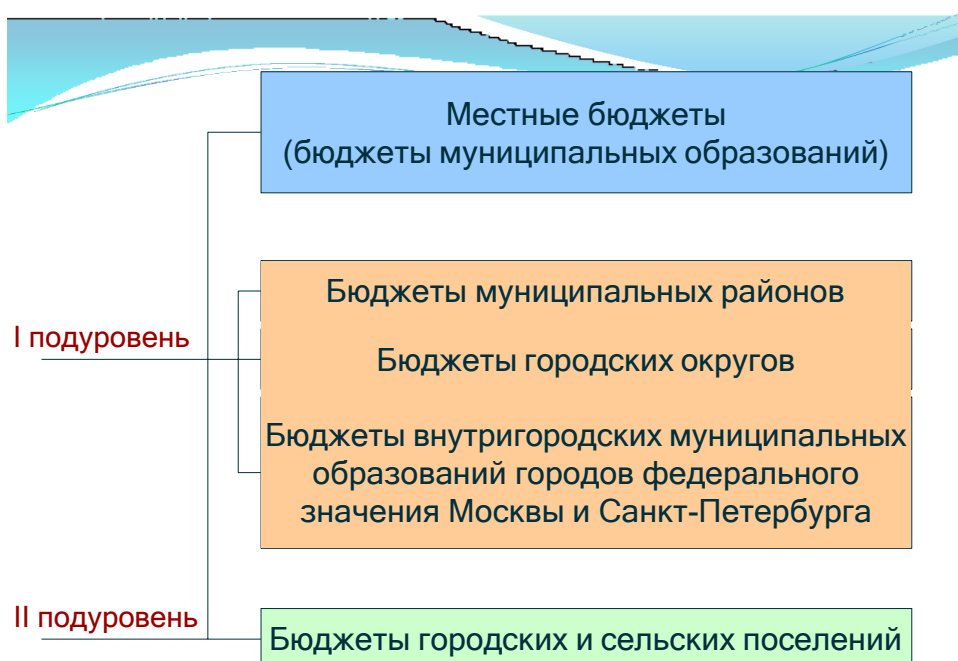 Местные бюджеты
(бюджеты муниципальных образований)
Бюджеты муниципальных районов
I подуровень
Бюджеты городских округов
Бюджеты внутригородских муниципальных
образований городов федерального
значения Москвы и Санкт-Петербурга
II подуровень
Бюджеты городских и сельских поселений